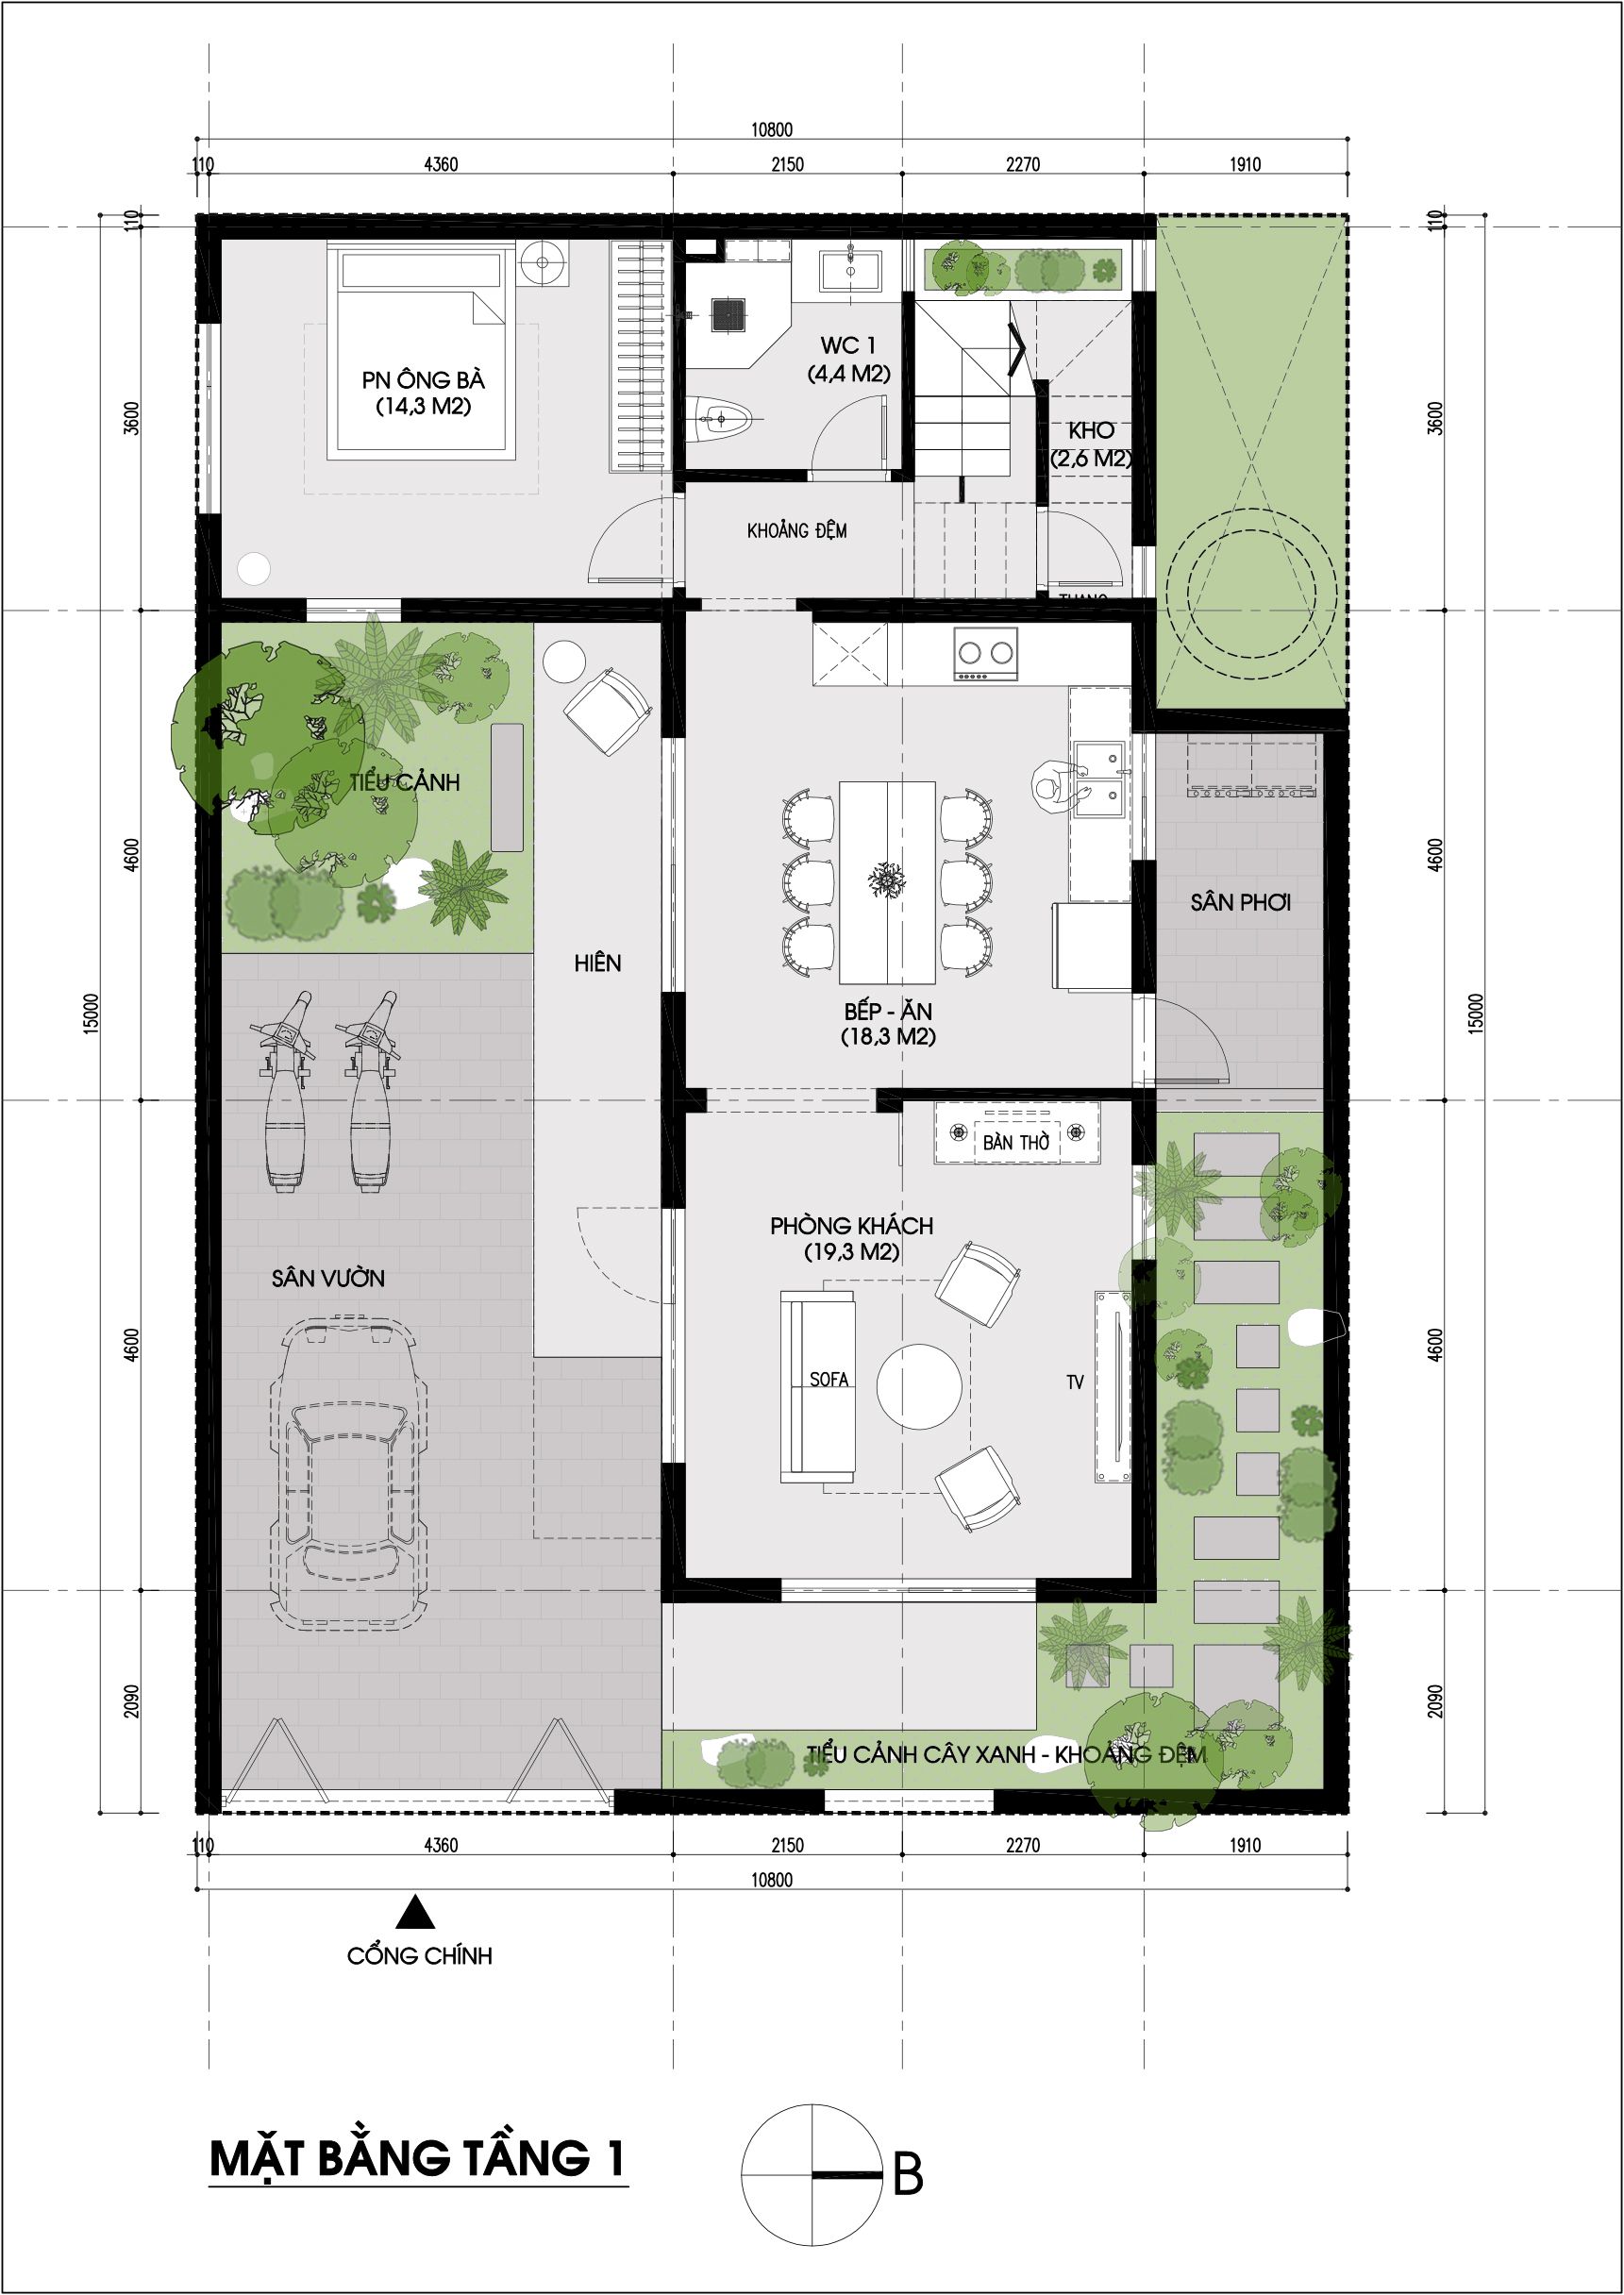 10800
110
4360
2150
2270
1910
110
110
PN ÔNG BÀ
(14,3 M2)
WC 1
(4,4 M2)
3600
KHO
(2,6 M2)
3600
KHOẢNG ĐỆM
THANG
TIỂU CẢNH
4600
4600
SÂN PHƠI
HIÊN
15000
BẾP - ĂN
(18,3 M2)
15000
BÀN THỜ
PHÒNG KHÁCH
(19,3 M2)
SÂN VƯỜN
4600
4600
SOFA
TV
2090
2090
TIỂU CẢNH CÂY XANH - KHOẢNG ĐỆM
110
4360
2150
2270
1910
10800
CỔNG CHÍNH
MẶT BẰNG TẦNG 1
B